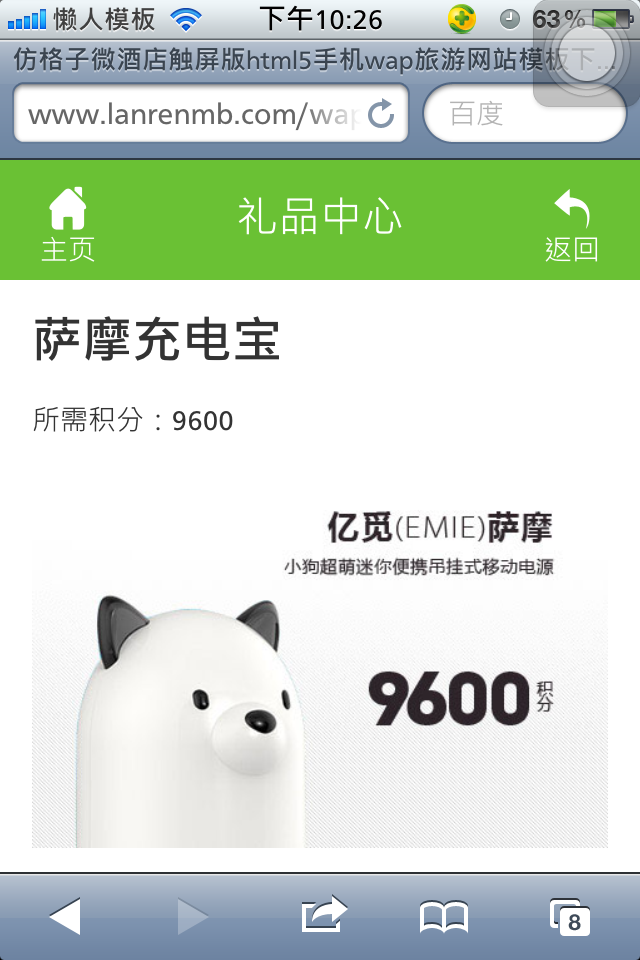 懒人模板 下午10:26 63%
仿格子微酒店触屏版html5手机wap旅游网站模板下...
www.lanrenmb.com/wap 百度
主页 礼品中心 返回
萨摩充电宝
所需积分：9600
亿觅(EMIE)萨摩
小狗超萌迷你便携吊挂式移动电源
9600积分
8